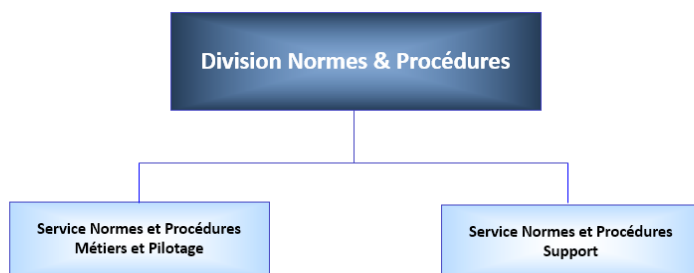 Division Normes & Procédures
Service Normes et Procédures
Métiers et Pilotage
Service Normes et Procédures
Support